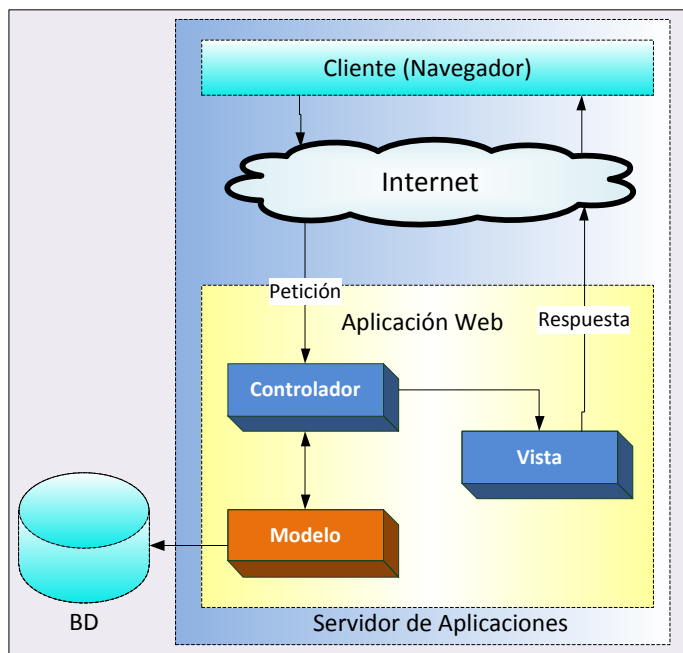 Cliente (Navegador)
Internet
Petición
Aplicación Web
Respuesta
Controlador
Vista
Modelo
BD
Servidor de Aplicaciones